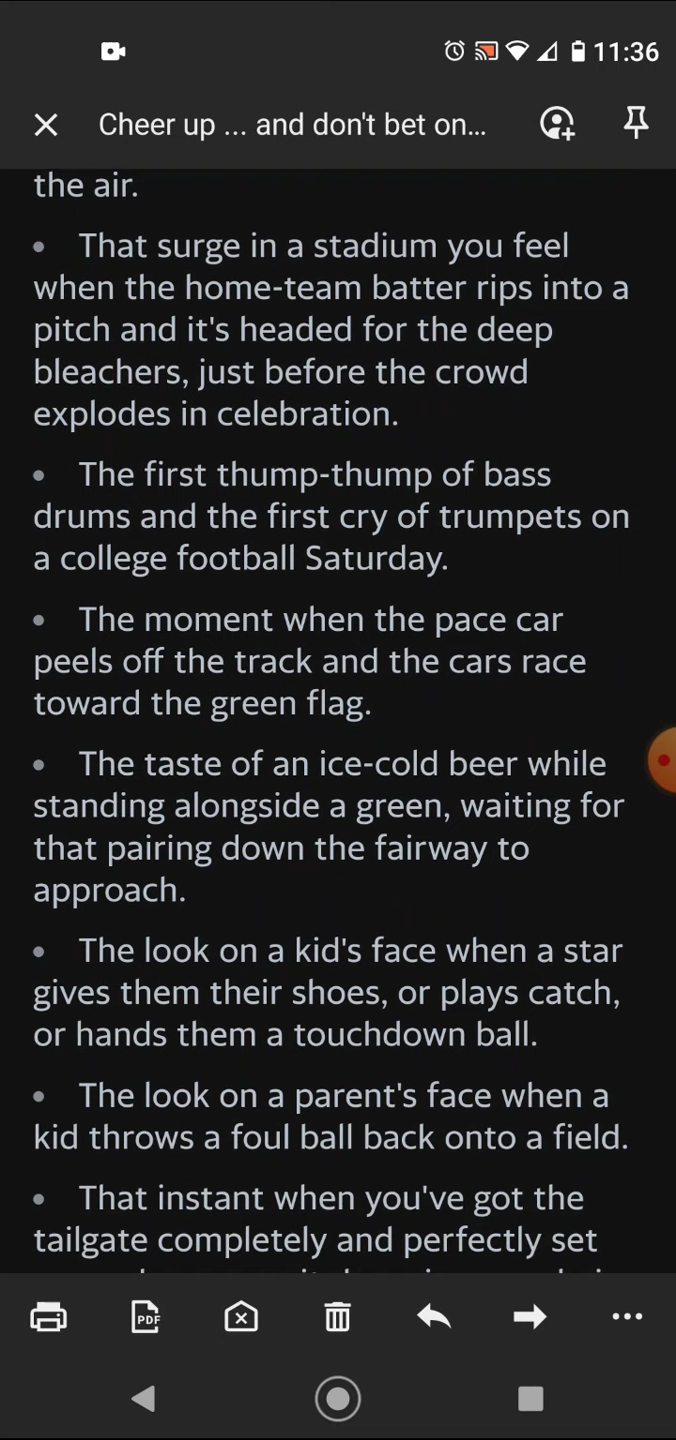 11:36
Cheer up ... and don't bet on...
the air.
• That surge in a stadium you feel
when the home-team batter rips into a
pitch and it's headed for the deep
bleachers, just before the crowd
explodes in celebration.
• The first thump-thump of bass
drums and the first cry of trumpets on
a college football Saturday.
• The moment when the pace car
peels off the track and the cars race
toward the green flag.
• The taste of an ice-cold beer while
standing alongside a green, waiting for
that pairing down the fairway to
approach.
• The look on a kid's face when a star
gives them their shoes, or plays catch,
or hands them a touchdown ball.
• The look on a parent's face when a
kid throws a foul ball back onto a field.
• That instant when you've got the
tailgate completely and perfectly set
PDF